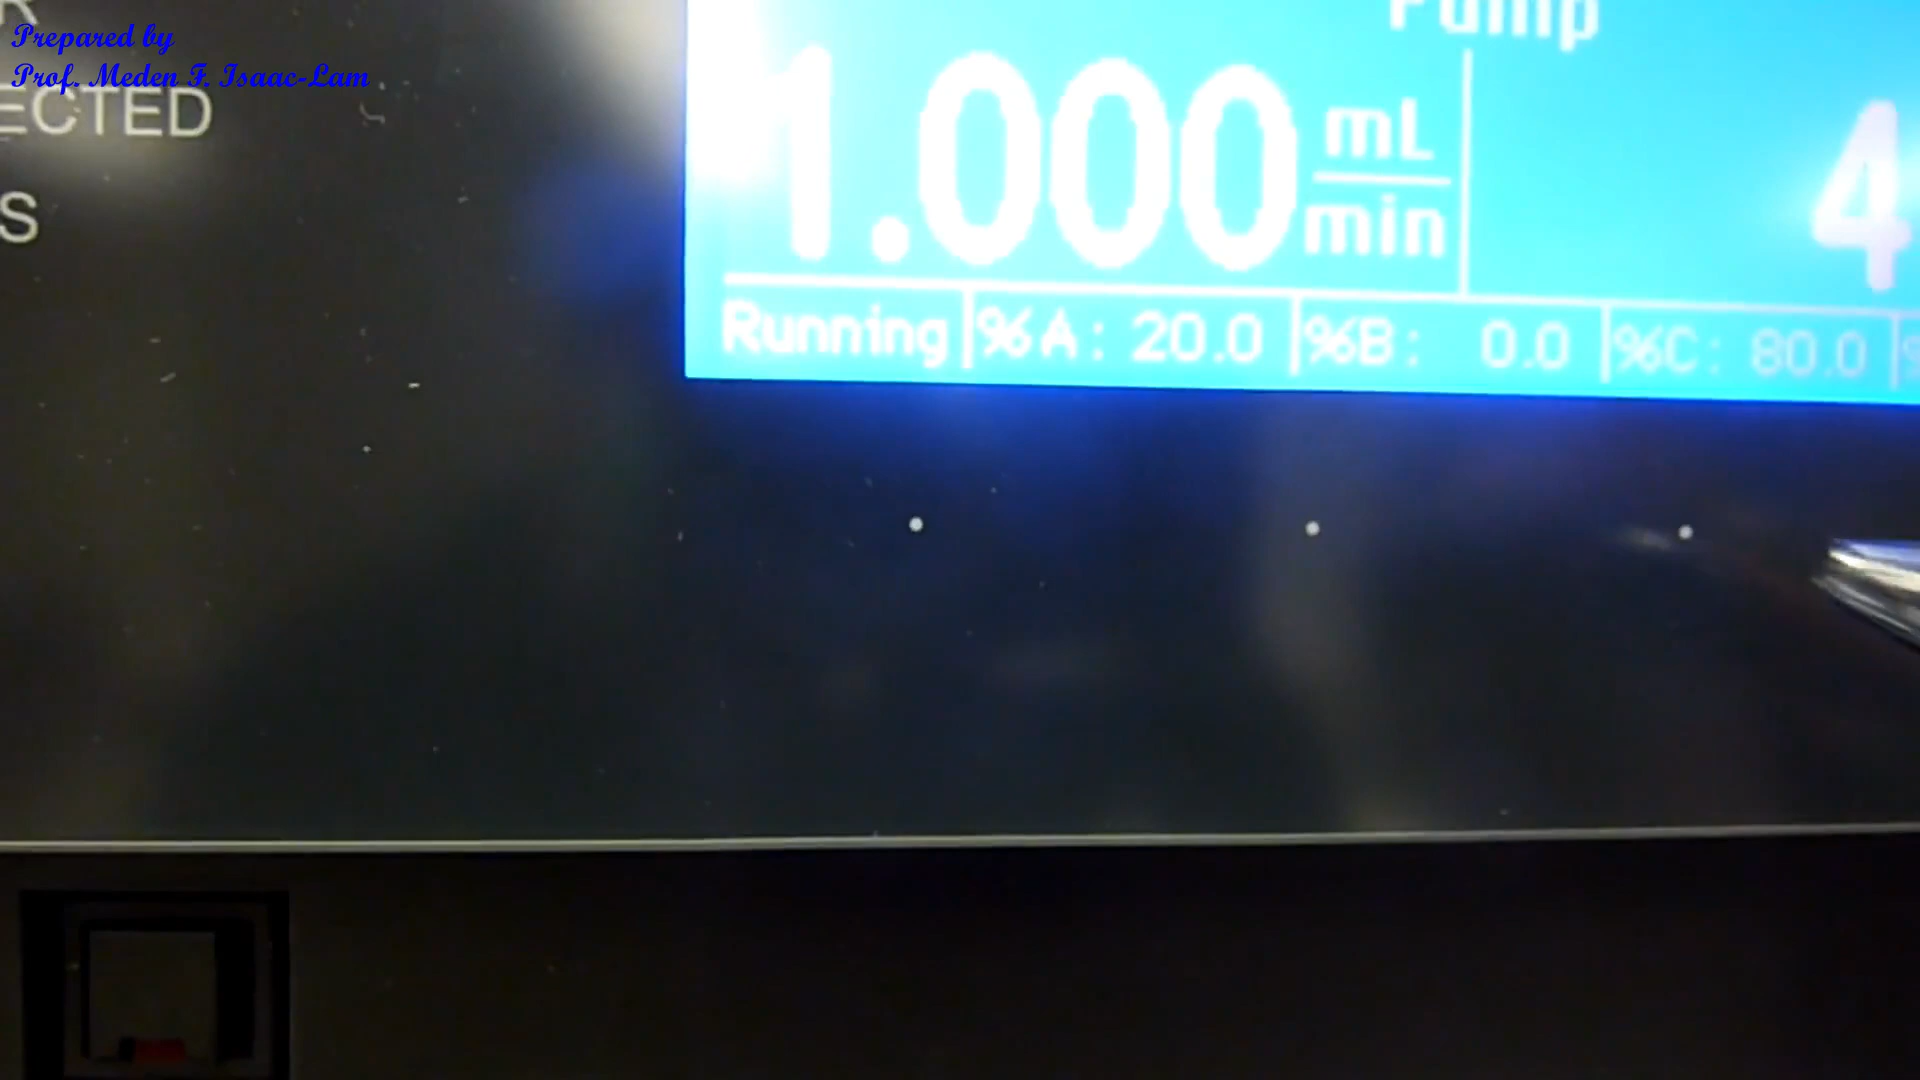 Prepared by
Prof. Meden F. Isaac-Lam
ECTED
S
Pump
1.000 mL
min
4
Running %A: 20.0 %B: 0.0 %C: 80.0